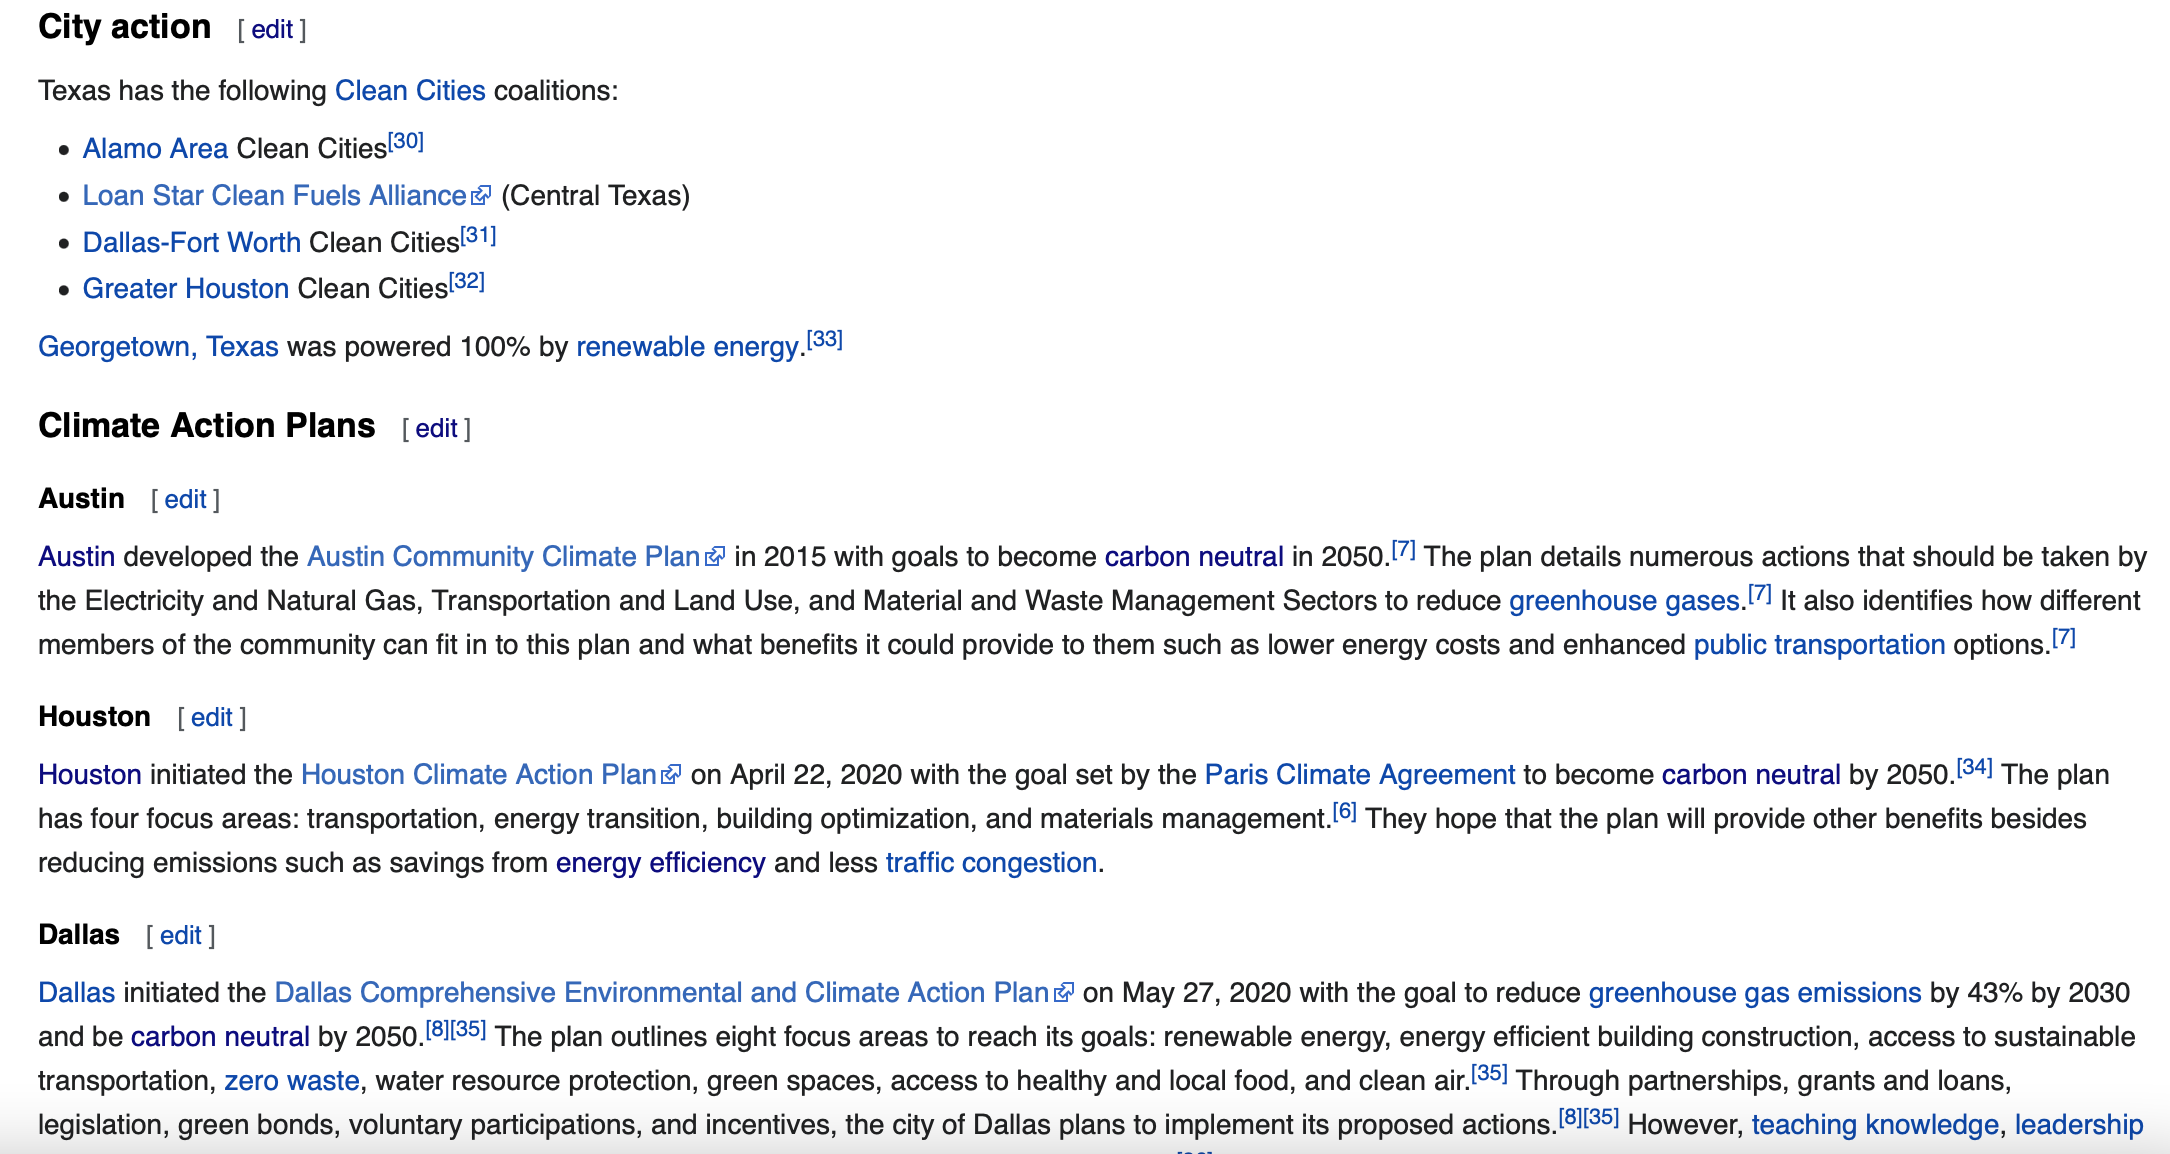 City action [ edit ]
Texas has the following Clean Cities coalitions:
• Alamo Area Clean Cities[30]
• Loan Star Clean Fuels Alliance (Central Texas)
• Dallas-Fort Worth Clean Cities[31]
• Greater Houston Clean Cities[32]
Georgetown, Texas was powered 100% by renewable energy.[33]
Climate Action Plans [ edit ]
Austin [ edit ]
Austin developed the Austin Community Climate Plan in 2015 with goals to become carbon neutral in 2050.[7] The plan details numerous actions that should be taken by
the Electricity and Natural Gas, Transportation and Land Use, and Material and Waste Management Sectors to reduce greenhouse gases.[7] It also identifies how different
members of the community can fit in to this plan and what benefits it could provide to them such as lower energy costs and enhanced public transportation options.[7]
Houston [ edit ]
Houston initiated the Houston Climate Action Plan on April 22, 2020 with the goal set by the Paris Climate Agreement to become carbon neutral by 2050.[34] The plan
has four focus areas: transportation, energy transition, building optimization, and materials management.[6] They hope that the plan will provide other benefits besides
reducing emissions such as savings from energy efficiency and less traffic congestion.
Dallas [ edit ]
Dallas initiated the Dallas Comprehensive Environmental and Climate Action Plan on May 27, 2020 with the goal to reduce greenhouse gas emissions by 43% by 2030
and be carbon neutral by 2050.[8][35] The plan outlines eight focus areas to reach its goals: renewable energy, energy efficient building construction, access to sustainable
transportation, zero waste, water resource protection, green spaces, access to healthy and local food, and clean air.[35] Through partnerships, grants and loans,
legislation, green bonds, voluntary participations, and incentives, the city of Dallas plans to implement its proposed actions.[8][35] However, teaching knowledge, leadership